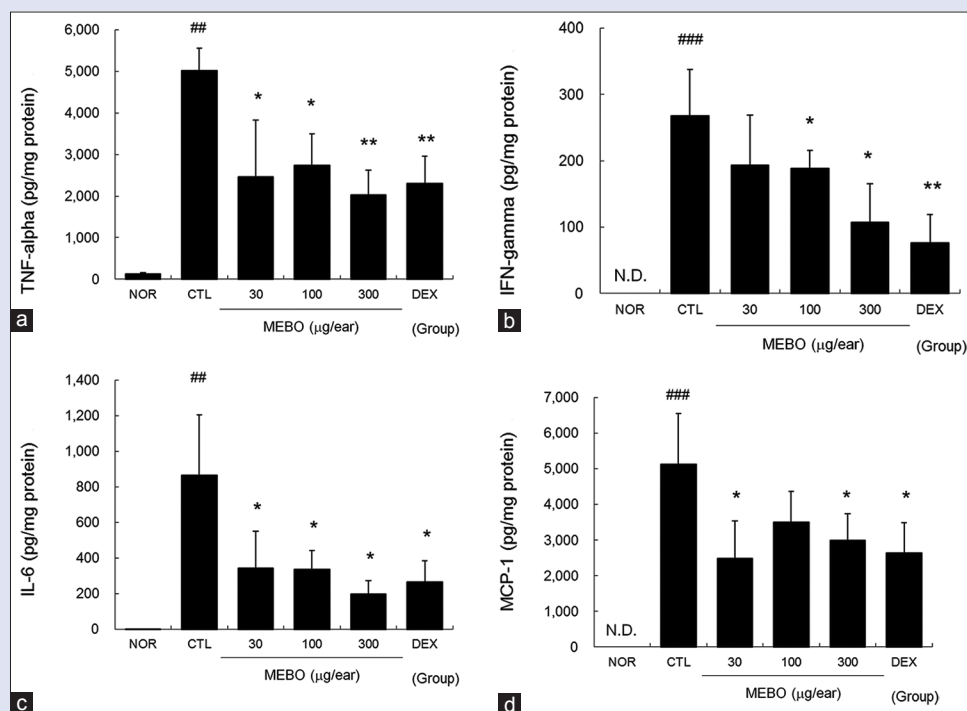 TNF-alpha (pg/mg protein)
6,000
5,000
4,000
3,000
2,000
1,000
0
##
*
*
**
**
NOR CTL 30 100 300 DEX
MEBO (µg/ear) (Group)
a
IFN-gamma (pg/mg protein)
400
300
200
100
0
N.D.
###
*
*
**
NOR CTL 30 100 300 DEX
MEBO (µg/ear) (Group)
b
IL-6 (pg/mg protein)
1,400
1,200
1,000
800
600
400
200
0
##
*
*
*
*
NOR CTL 30 100 300 DEX
MEBO (µg/ear) (Group)
c
MCP-1 (pg/mg protein)
7,000
6,000
5,000
4,000
3,000
2,000
1,000
0
N.D.
###
*
*
*
NOR CTL 30 100 300 DEX
MEBO (µg/ear) (Group)
d